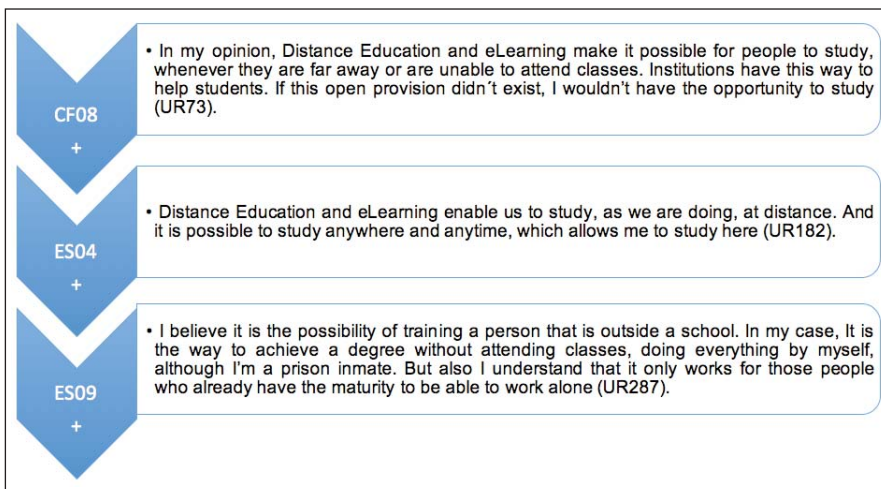 • In my opinion, Distance Education and eLearning make it possible for people to study,
whenever they are far away or are unable to attend classes. Institutions have this way to
help students. If this open provision didn´t exist, I wouldn't have the opportunity to study
(UR73).
CF08
+
• Distance Education and eLearning enable us to study, as we are doing, at distance. And
it is possible to study anywhere and anytime, which allows me to study here (UR182).
ES04
+
• I believe it is the possibility of training a person that is outside a school. In my case, It is
the way to achieve a degree without attending classes, doing everything by myself,
although I'm a prison inmate. But also I understand that it only works for those people
who already have the maturity to be able to work alone (UR287).
ES09
+